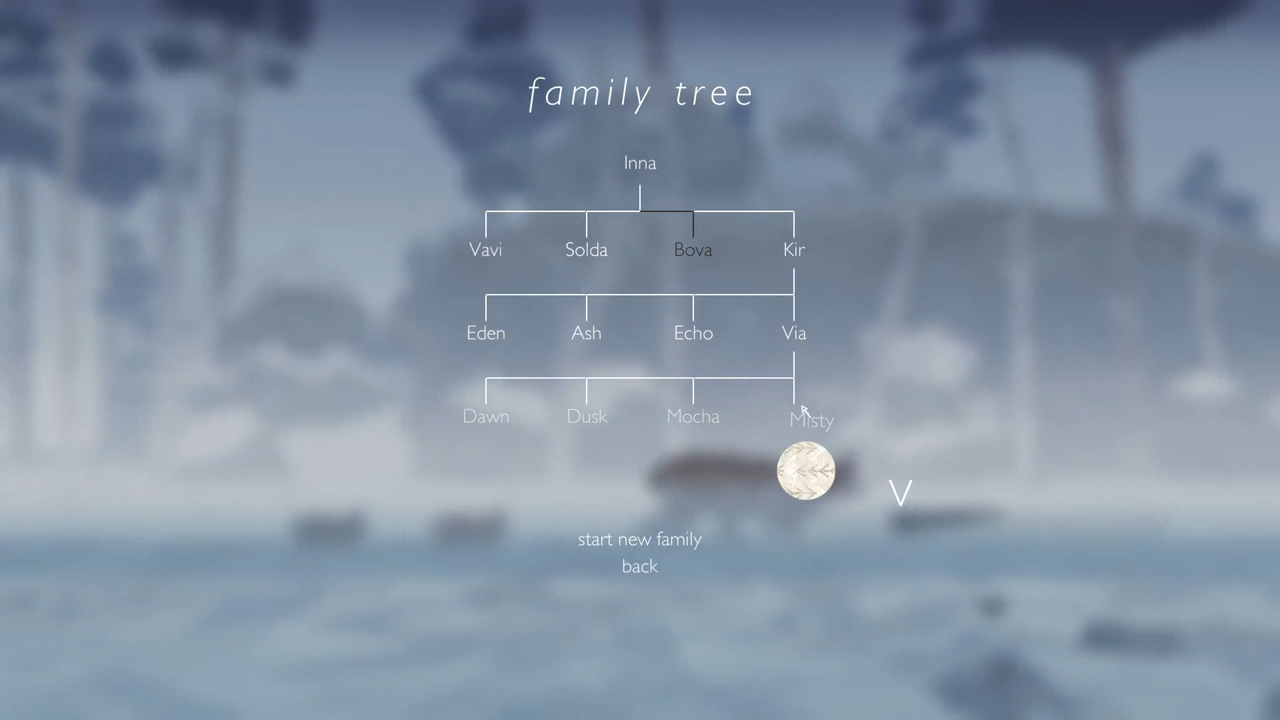 family tree
Inna
Vavi Solda Bova Kir
Eden Ash Echo Via
Dawn Dusk Mocha Misty
V
start new family
back